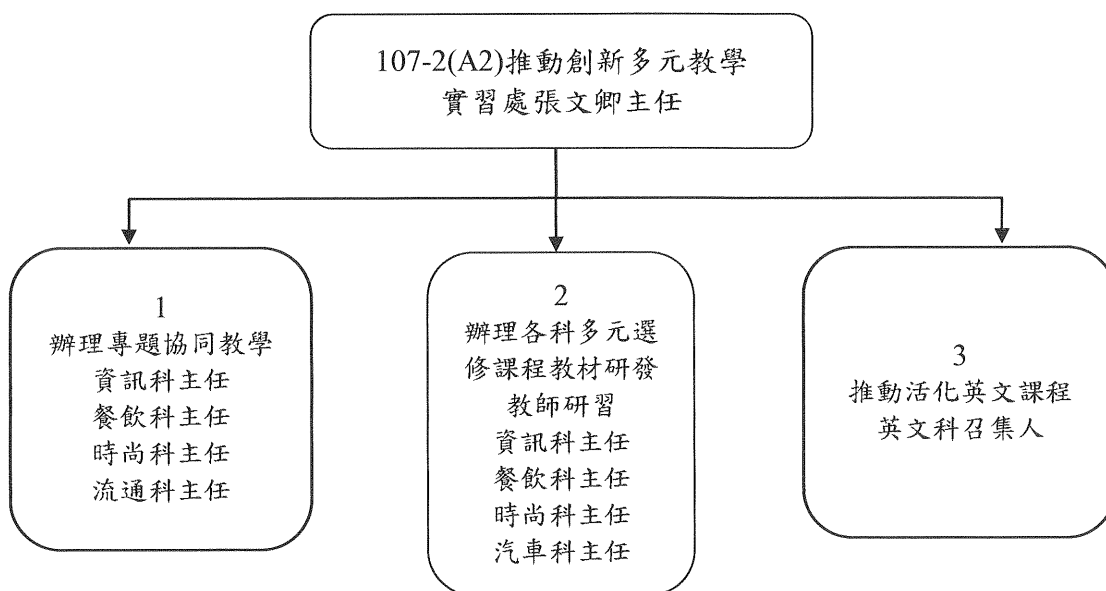 107-2(A2)推動創新多元教學
實習處張文卿主任
1
辦理專題協同教學
資訊科主任
餐飲科主任
時尚科主任
流通科主任
2
辦理各科多元選
修課程教材研發
教師研習
資訊科主任
餐飲科主任
時尚科主任
汽車科主任
3
推動活化英文課程
英文科召集人